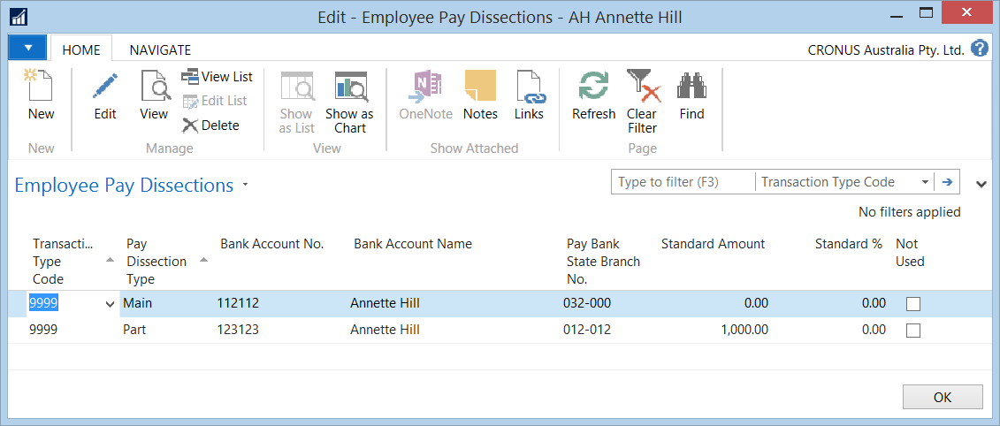 Edit - Employee Pay Dissections - AH Annette Hill
HOME NAVIGATE CRONUS Australia Pty. Ltd. ?
New
New
Edit
View
View List
Edit List
Delete
Manage
Show as List
Show as Chart
View
OneNote
Notes
Links
Show Attached
Refresh
Clear Filter
Find
Page
Employee Pay Dissections
Type to filter (F3) Transaction Type Code
No filters applied
Transacti... Type Code
Pay Dissection Type
Bank Account No.
Bank Account Name
Pay Bank State Branch No.
Standard Amount
Standard %
Not Used
9999 Main 112112 Annette Hill 032-000 0.00 0.00
9999 Part 123123 Annette Hill 012-012 1,000.00 0.00
OK